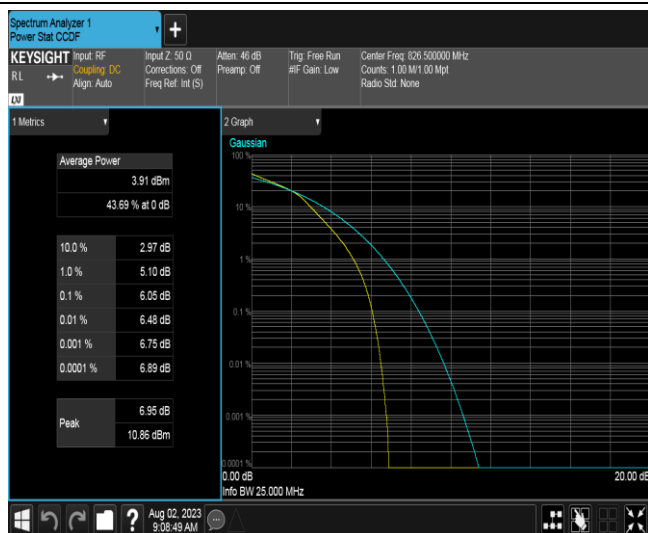 Spectrum Analyzer 1
Power Stat CCDF
+
KEYSIGHT
RL
LXI
Input: RF
Coupling: DC
Align: Auto
Input Z: 50 Ω
Corrections: Off
Freq Ref: Int (S)
Atten: 46 dB
Preamp: Off
Trig: Free Run
#IF Gain: Low
Center Freq: 826.500000 MHz
Counts: 1.00 M/1.00 Mpt
Radio Std: None
1 Metrics
Average Power
3.91 dBm
43.69 % at 0 dB
10.0 % 2.97 dB
1.0 % 5.10 dB
0.1 % 6.05 dB
0.01 % 6.48 dB
0.001 % 6.75 dB
0.0001 % 6.89 dB
Peak
6.95 dB
10.86 dBm
2 Graph
Gaussian
100 %
10 %
1 %
0.1 %
0.01 %
0.001 %
0.0001 %
0.00 dB
20.00 dB
Info BW 25.000 MHz
?
Aug 02, 2023
9:08:49 AM